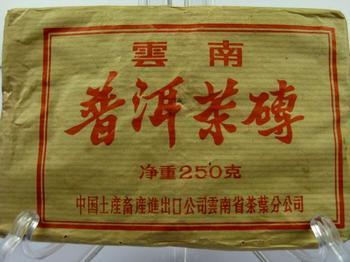 雲南
普洱茶磚
净重250克
中国土産畜産進出口公司雲南省茶葉分公司